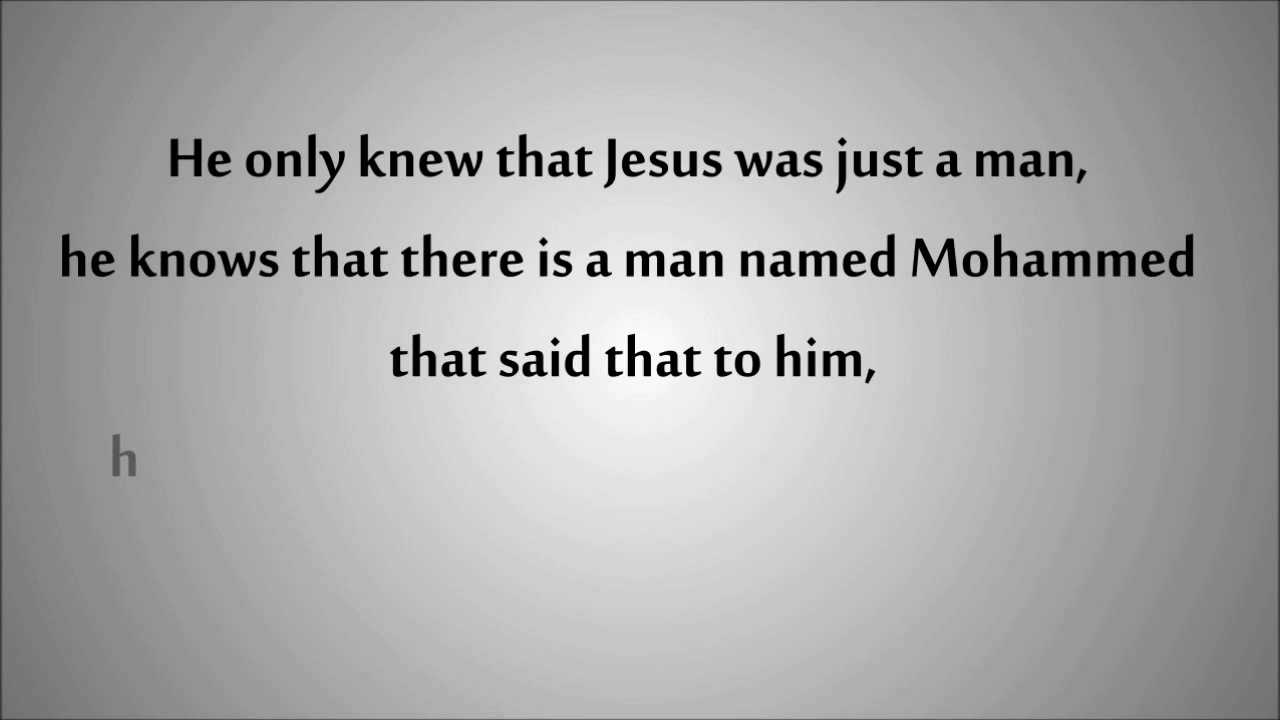 He only knew that Jesus was just a man,
he knows that there is a man named Mohammed
that said that to him,
h